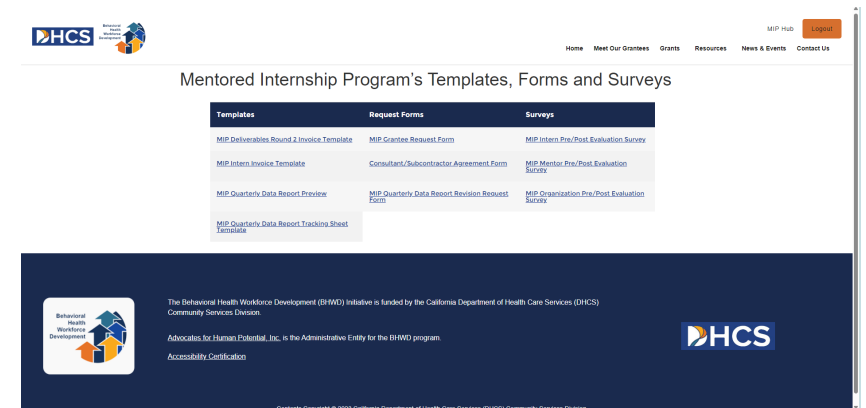 DHCS
Behavioral
Health
Workforce
Development
MIP Hub
Logout
Home Meet Our Grantees Grants Resources News & Events Contact Us
Mentored Internship Program's Templates, Forms and Surveys
Templates Request Forms Surveys
MIP Deliverables Round 2 Invoice Template MIP Grantee Request Form MIP Intern Pre/Post Evaluation Survey
MIP Intern Invoice Template Consultant/Subcontractor Agreement Form MIP Mentor Pre/Post Evaluation
Survey
MIP Quarterly Data Report Preview MIP Quarterly Data Report Revision Request MIP Organization Pre/Post Evaluation
Form Survey
MIP Quarterly Data Report Tracking Sheet
Template
The Behavioral Health Workforce Development (BHWD) Initiative is funded by the California Department of Health Care Services (DHCS)
Community Services Division.
Advocates for Human Potential, Inc. is the Administrative Entity for the BHWD program.
Accessibility Certification
Behavioral
Health
Workforce
Development
DHCS